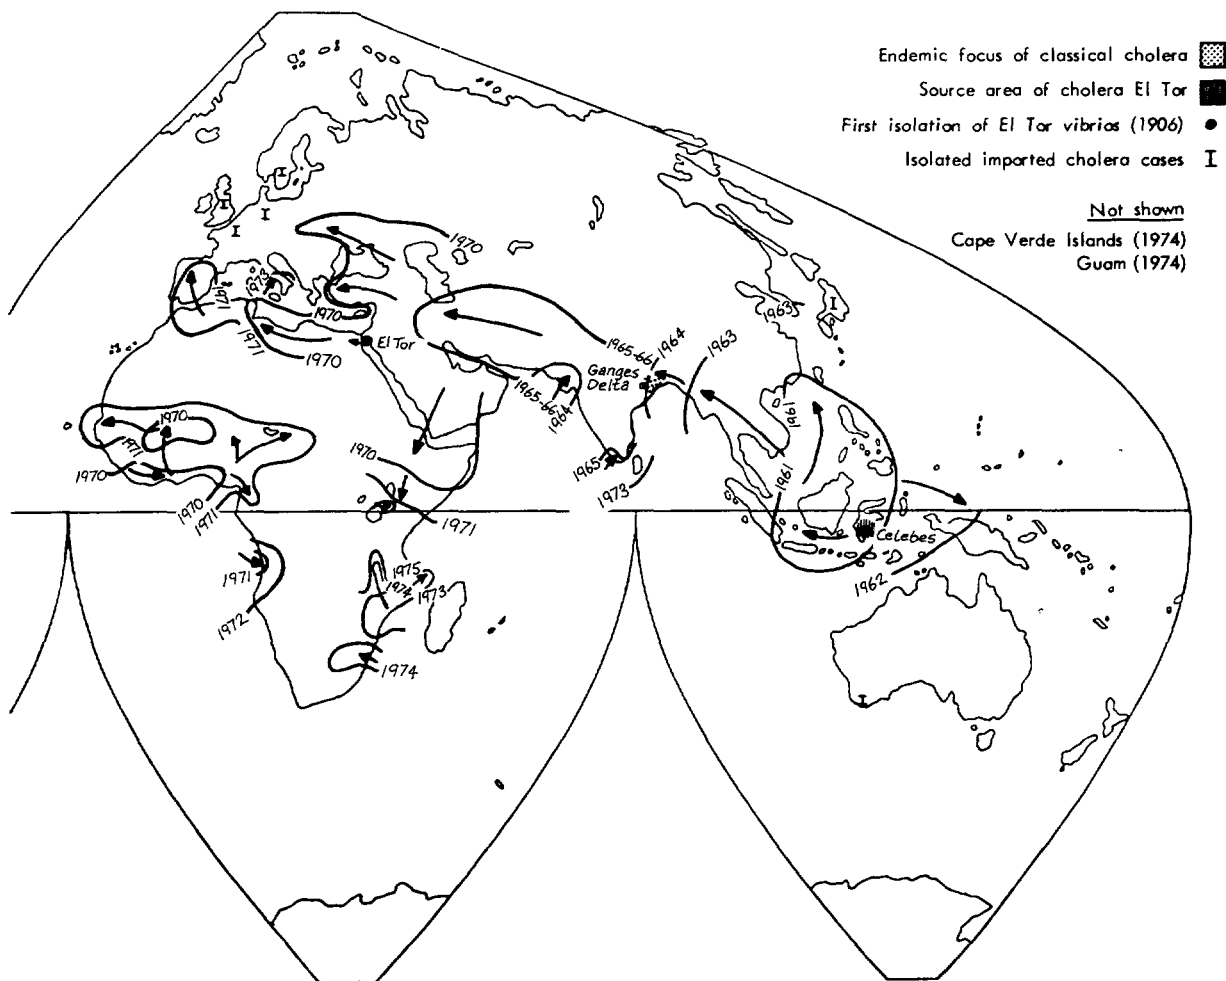 Endemic focus of classical cholera
Source area of cholera El Tor
First isolation of El Tor vibrios (1906)
Isolated imported cholera cases I
Not shown
Cape Verde Islands (1974)
Guam (1974)
1970
1973
1971
1970
1971
1970
El Tor
1965-66
1964
1963
1963
Ganges
Delta
1965-66
1964
1961
1970
1971
1970
1970
1971
1970
1965
1973
1961
1971
Celebes
1962
1971
1972
1975
1974
1973
1974
I
I
I
I
I
I